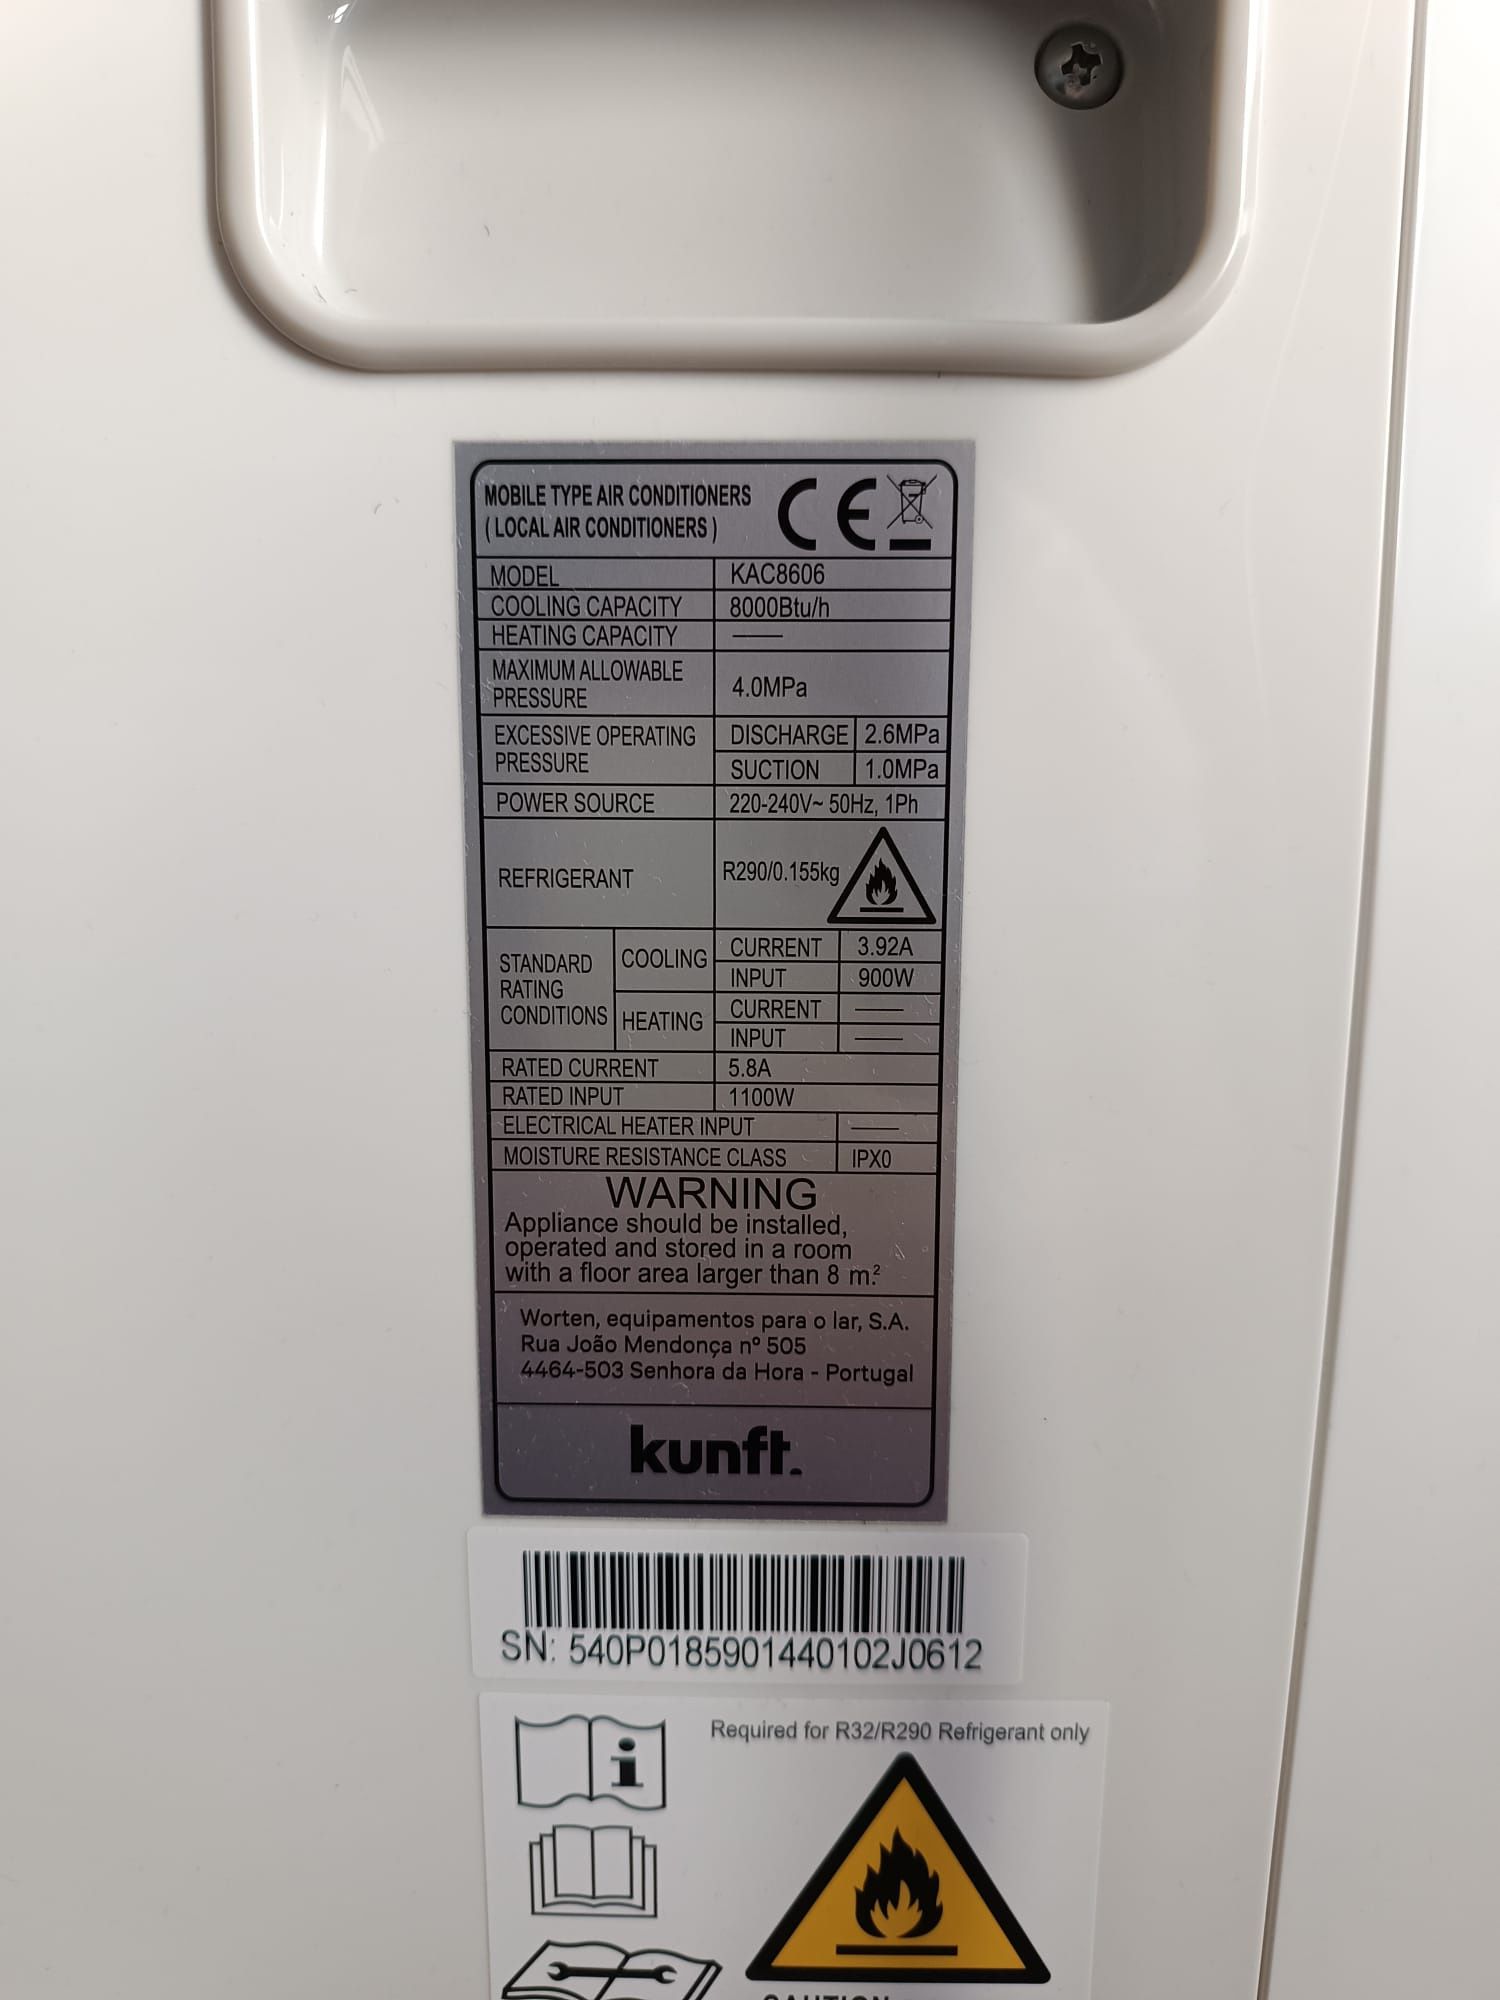 MOBILE TYPE AIR CONDITIONERS
( LOCAL AIR CONDITIONERS )
CE
MODEL KAC8606
COOLING CAPACITY 8000Btu/h
HEATING CAPACITY ——
MAXIMUM ALLOWABLE
PRESSURE
4.0MPa
EXCESSIVE OPERATING
PRESSURE
DISCHARGE 2.6MPa
SUCTION 1.0MPa
POWER SOURCE 220-240V~ 50Hz, 1Ph
REFRIGERANT R290/0.155kg
STANDARD
RATING
CONDITIONS
COOLING
CURRENT 3.92A
INPUT 900W
HEATING
CURRENT ——
INPUT ——
RATED CURRENT 5.8A
RATED INPUT 1100W
ELECTRICAL HEATER INPUT ——
MOISTURE RESISTANCE CLASS IPX0
WARNING
Appliance should be installed,
operated and stored in a room
with a floor area larger than 8 m².
Worten, equipamentos para o lar, S.A.
Rua João Mendonça nº 505
4464-503 Senhora da Hora - Portugal
kunft.
SN: 540P0185901440102J0612
Required for R32/R290 Refrigerant only